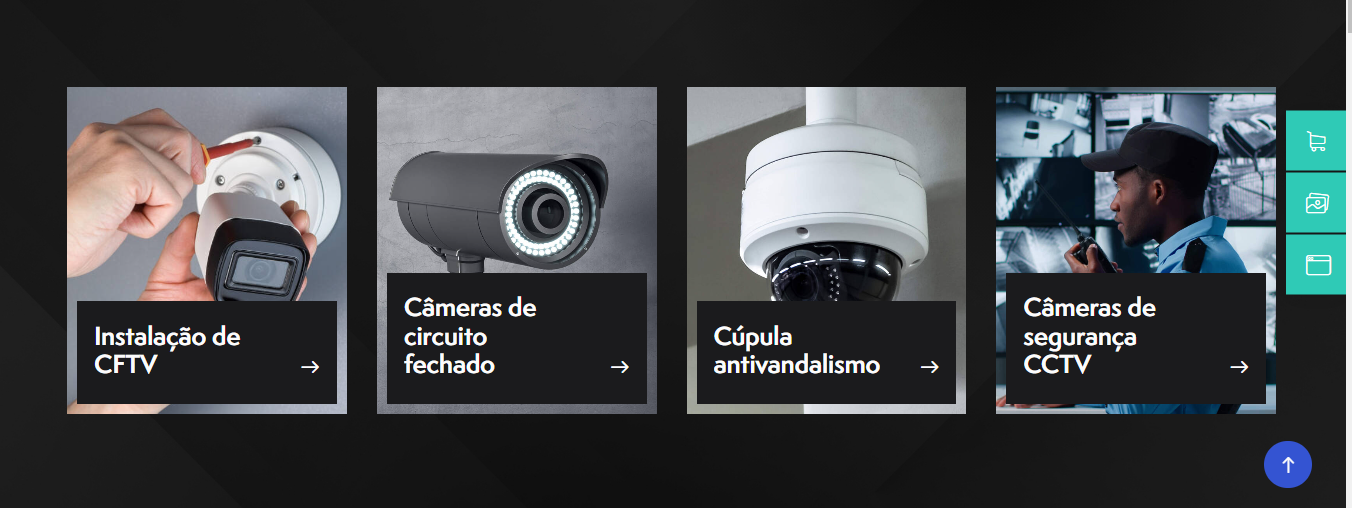 Instalação de
CFTV
Câmeras de
circuito
fechado
Cúpula
antivandalismo
Câmeras de
segurança
CCTV